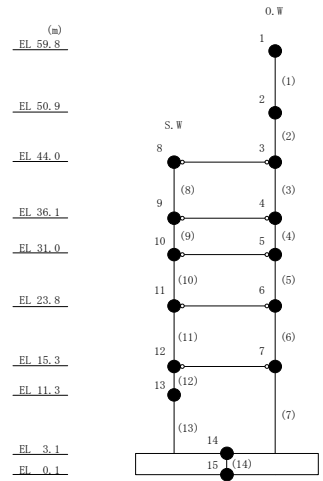 O.W
(m)
1
EL 59.8
(1)
EL 50.9
2
S.W
(2)
8
3
EL 44.0
(8)
(3)
9
4
EL 36.1
(9)
(4)
10
5
EL 31.0
(10)
(5)
11
6
EL 23.8
(11)
(6)
12
7
EL 15.3
(12)
13
EL 11.3
(7)
(13)
14
EL 3.1
15
(14)
EL 0.1